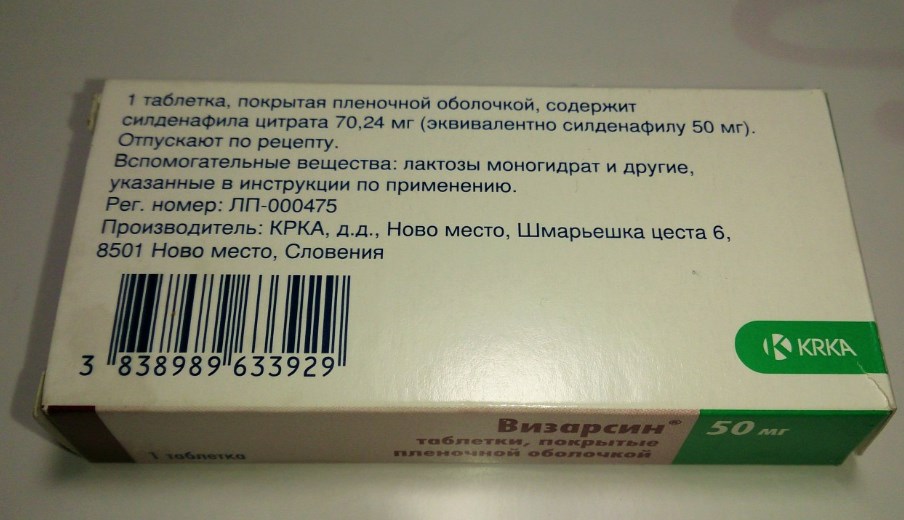 1 таблетка, покрытая пленочной оболочкой, содержит
силденафила цитрата 70,24 мг (эквивалентно силденафилу 50 мг).
Отпускают по рецепту.
Вспомогательные вещества: лактозы моногидрат и другие,
указанные в инструкции по применению.
Рег. номер: ЛП-000475
Производитель: КРКА, д.д., Ново место, Шмарьешка цеста 6,
8501 Ново место, Словения
3 838989 633929
KRKA
Визарсин® 50 мг
таблетки, покрытые
пленочной оболочкой
1 таблетка